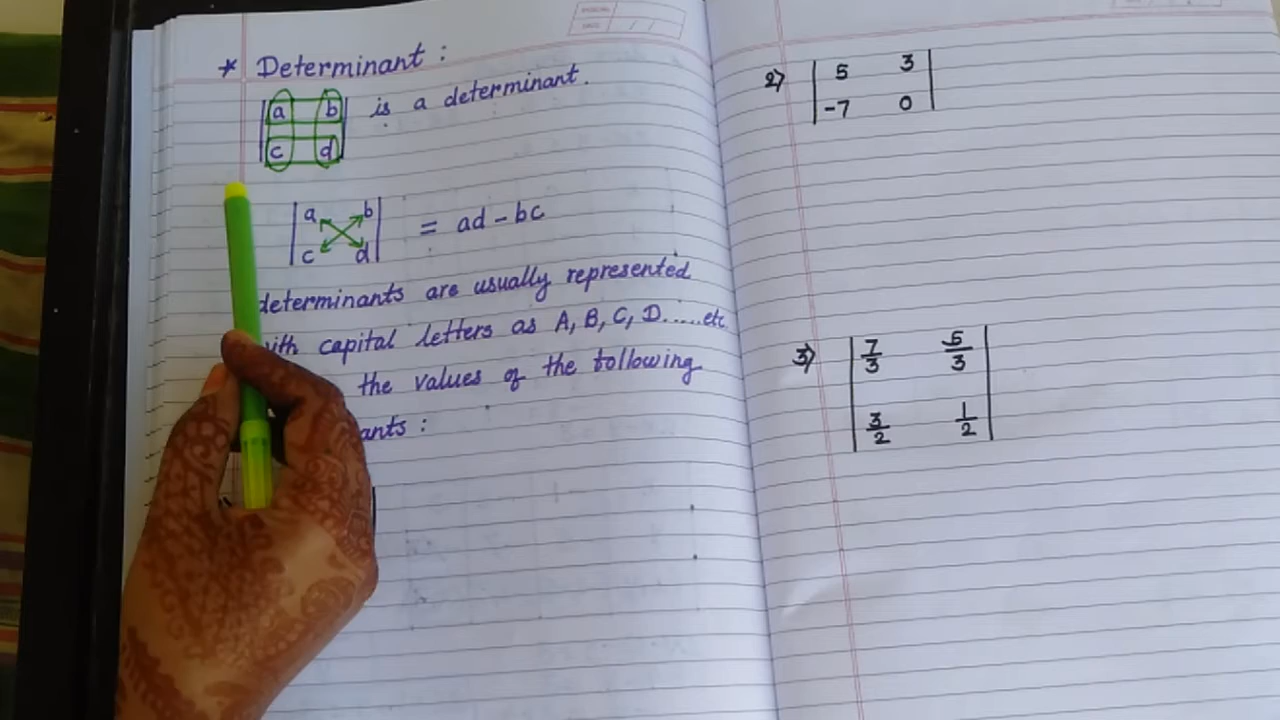 * Determinant :
|a b| is a determinant.
|c d|
|a b| = ad - bc
|c d|
determinants are usually represented
with capital letters as A, B, C, D.....etc
the values of the following
ants :
2) |5 3|
|-7 0|
3) |7/3 5/3|
|3/2 1/2|